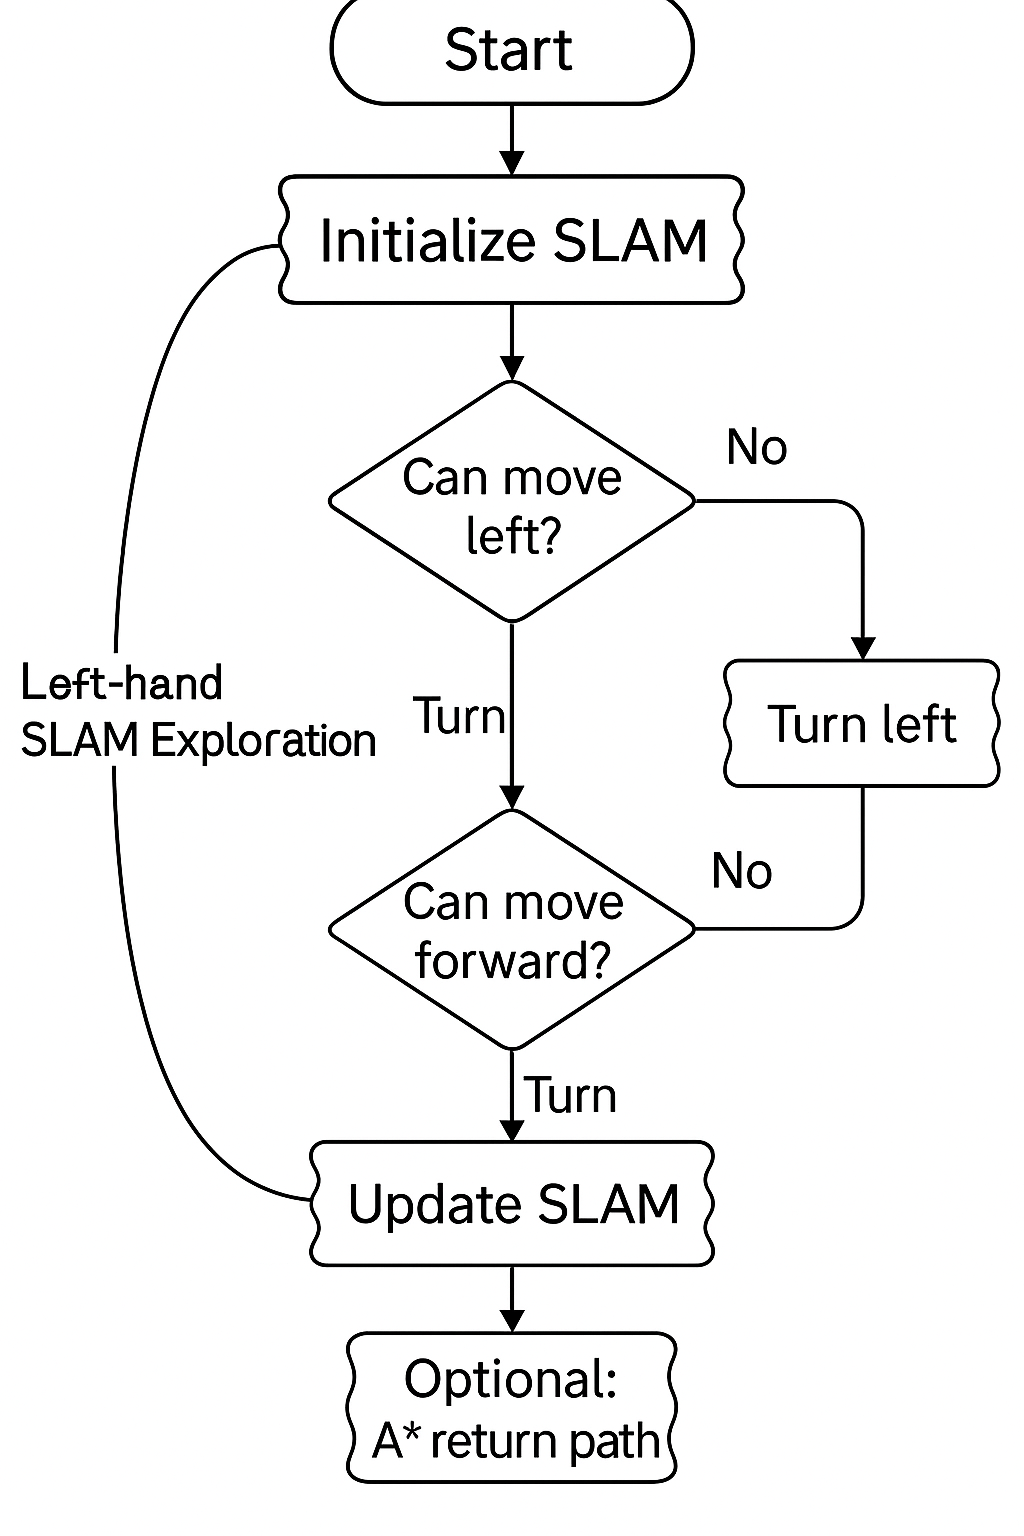 Start
Initialize SLAM
Can move
left?
No
Left-hand
SLAM Exploration
Turn
Turn left
Can move
forward?
No
Turn
Update SLAM
Optional:
A* return path